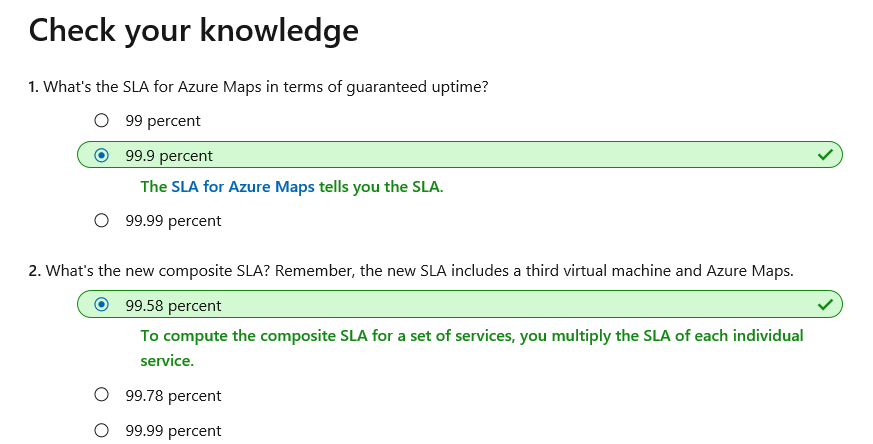 Check your knowledge
1. What's the SLA for Azure Maps in terms of guaranteed uptime?
99 percent
99.9 percent
The SLA for Azure Maps tells you the SLA.
99.99 percent
2. What's the new composite SLA? Remember, the new SLA includes a third virtual machine and Azure Maps.
99.58 percent
To compute the composite SLA for a set of services, you multiply the SLA of each individual
service.
99.78 percent
99.99 percent